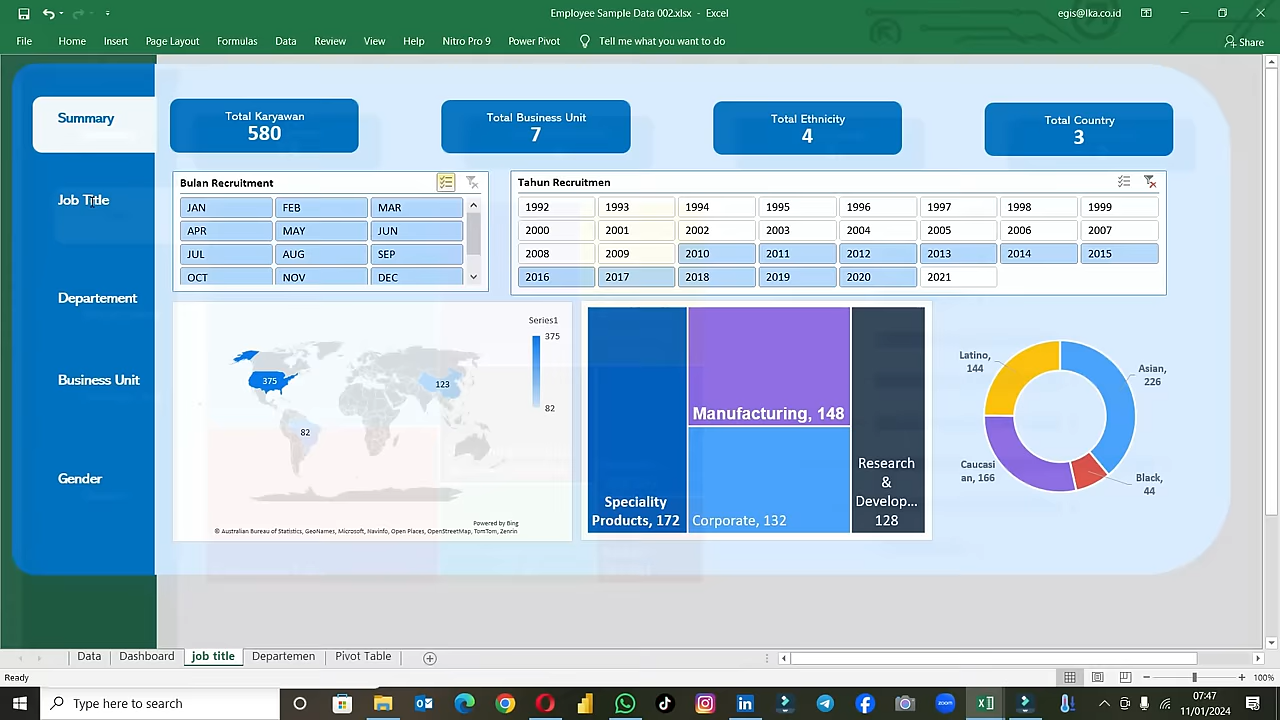 Employee Sample Data 002.xlsx - Excel
egis@lka.co.id
File Home Insert Page Layout Formulas Data Review View Help Nitro Pro 9 Power Pivot Tell me what you want to do
Share
Summary
Job Title
Departement
Business Unit
Gender
Total Karyawan
580
Total Business Unit
7
Total Ethnicity
4
Total Country
3
Bulan Recruitment
JAN FEB MAR
APR MAY JUN
JUL AUG SEP
OCT NOV DEC
Tahun Recruitmen
1992 1993 1994 1995 1996 1997 1998 1999
2000 2001 2002 2003 2004 2005 2006 2007
2008 2009 2010 2011 2012 2013 2014 2015
2016 2017 2018 2019 2020 2021
Series1
375
82
375
123
82
Powered by Bing
© Australian Bureau of Statistics, GeoNames, Microsoft, Navinfo, Open Places, OpenStreetMap, TomTom, Zenrin
Speciality
Products, 172
Manufacturing, 148
Corporate, 132
Research
&
Develop...
128
Latino,
144
Asian,
226
Caucasi
an, 166
Black,
44
Data Dashboard job title Departemen Pivot Table
Ready
100%
Type here to search
zoom
07:47
11/01/2024